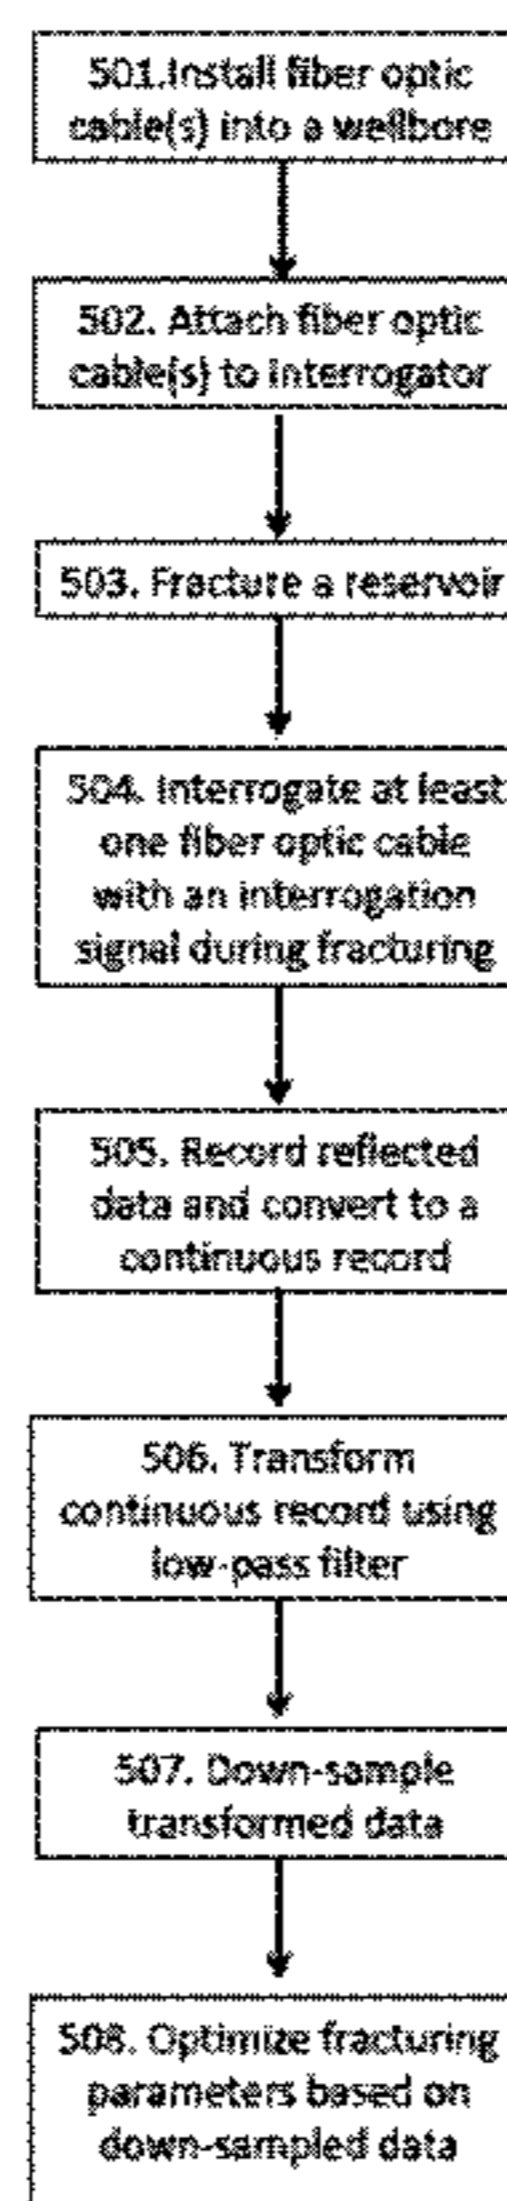 501.Install fiber optic
cable(s) into a wellbore
502. Attach fiber optic
cable(s) to interrogator
503. Fracture a reservoir
504. Interrogate at least
one fiber optic cable
with an interrogation
signal during fracturing
505. Record reflected
data and convert to a
continuous record
506. Transform
continuous record using
low-pass filter
507. Down-sample
transformed data
508. Optimize fracturing
parameters based on
down-sampled data